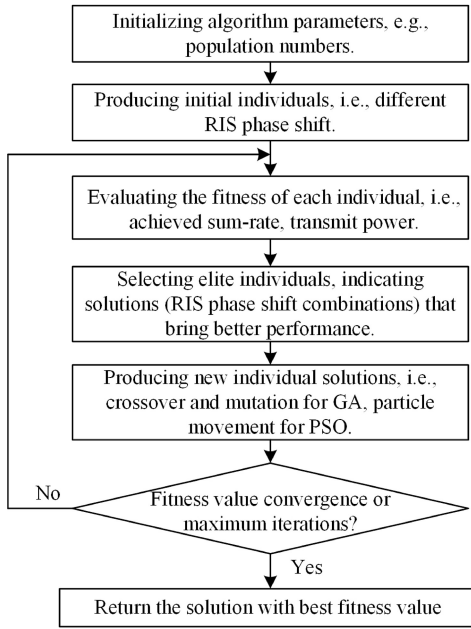 Initializing algorithm parameters, e.g.,
population numbers.
Producing initial individuals, i.e., different
RIS phase shift.
Evaluating the fitness of each individual, i.e.,
achieved sum-rate, transmit power.
Selecting elite individuals, indicating
solutions (RIS phase shift combinations) that
bring better performance.
Producing new individual solutions, i.e.,
crossover and mutation for GA, particle
movement for PSO.
No
Fitness value convergence or
maximum iterations?
Yes
Return the solution with best fitness value